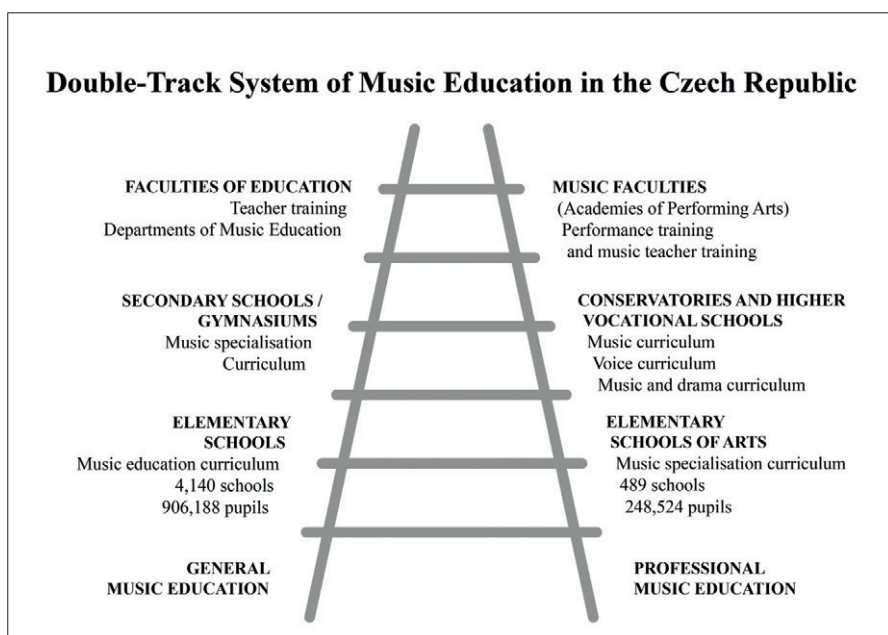 Double-Track System of Music Education in the Czech Republic
FACULTIES OF EDUCATION
Teacher training
Departments of Music Education
MUSIC FACULTIES
(Academies of Performing Arts)
Performance training
and music teacher training
SECONDARY SCHOOLS /
GYMNASIUMS
Music specialisation
Curriculum
CONSERVATORIES AND HIGHER
VOCATIONAL SCHOOLS
Music curriculum
Voice curriculum
Music and drama curriculum
ELEMENTARY
SCHOOLS
Music education curriculum
4,140 schools
906,188 pupils
ELEMENTARY
SCHOOLS OF ARTS
Music specialisation curriculum
489 schools
248,524 pupils
GENERAL
MUSIC EDUCATION
PROFESSIONAL
MUSIC EDUCATION